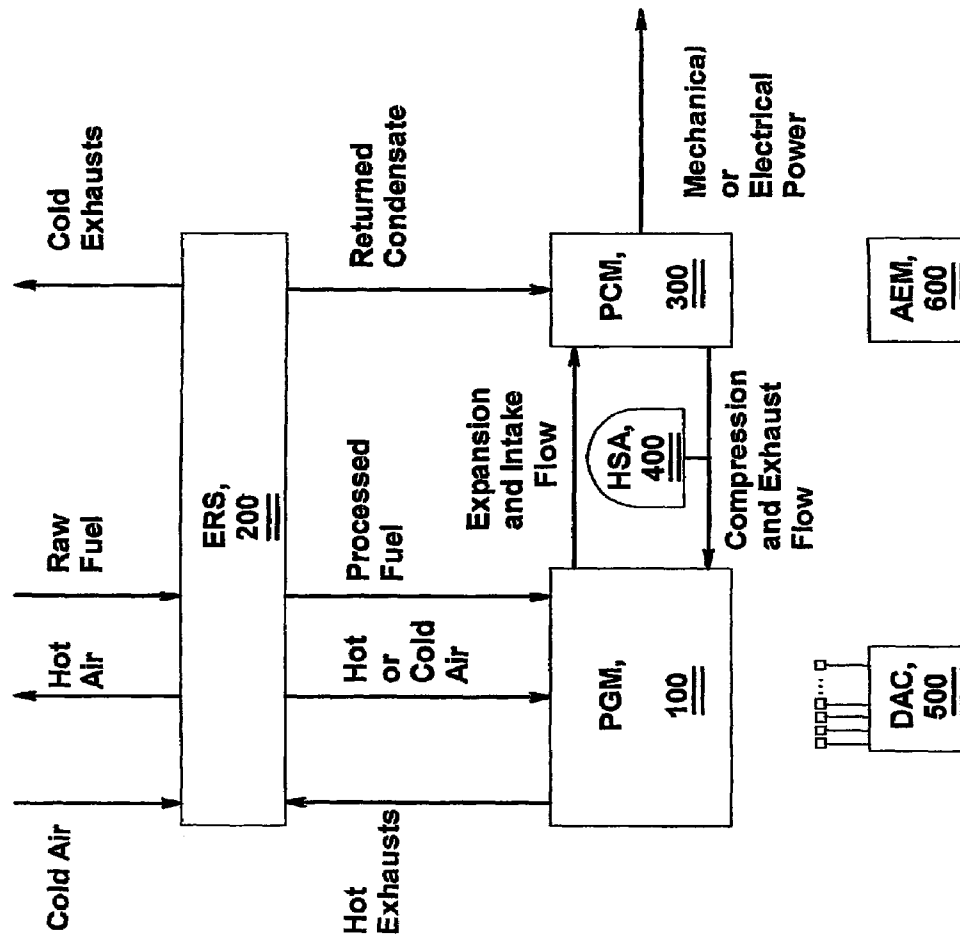 Cold Air
Hot
Air
Raw
Fuel
Cold
Exhausts
ERS,
200
Hot
Exhausts
Hot
or
Cold
Air
Processed
Fuel
Returned
Condensate
Expansion
and Intake
Flow
PGM,
100
HSA,
400
PCM,
300
Compression
and Exhaust
Flow
Mechanical
or
Electrical
Power
DAC,
500
AEM,
600